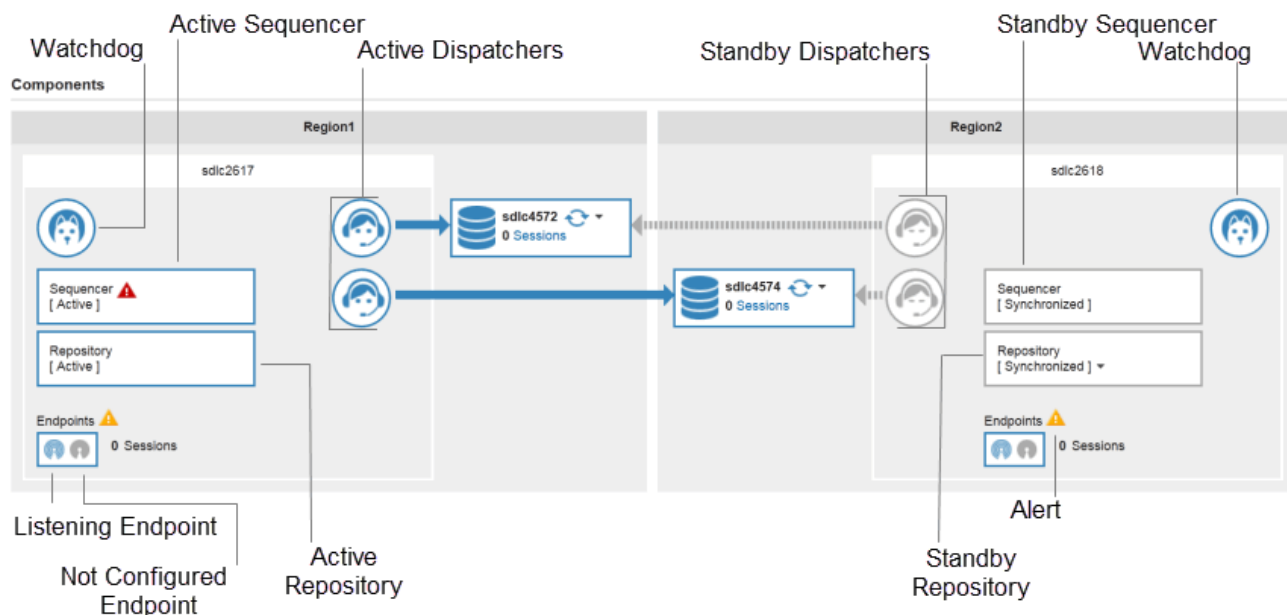 Active Sequencer
Standby Sequencer
Watchdog
Active Dispatchers
Standby Dispatchers
Watchdog
Components
Region1
Region2
sdlc2617
sdlc2618
sdlc4572
0 Sessions
Sequencer
[ Active ]
sdlc4574
0 Sessions
Sequencer
[ Synchronized ]
Repository
[ Active ]
Repository
[ Synchronized ]
Endpoints
0 Sessions
Endpoints
0 Sessions
Listening Endpoint
Alert
Active
Repository
Standby
Repository
Not Configured
Endpoint